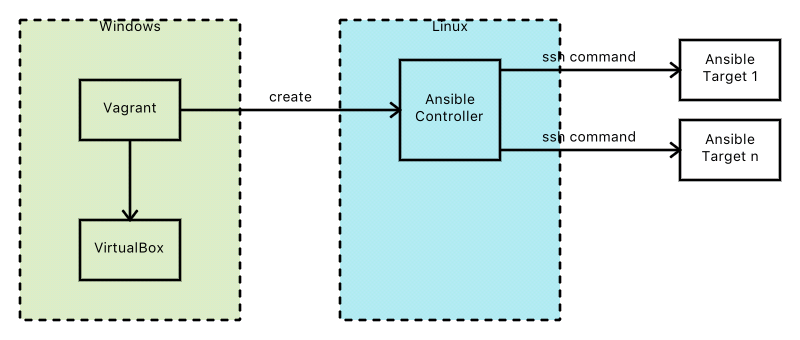 Windows
Linux
ssh command
Ansible
Target 1
Vagrant
create
Ansible
Controller
ssh command
Ansible
Target n
VirtualBox